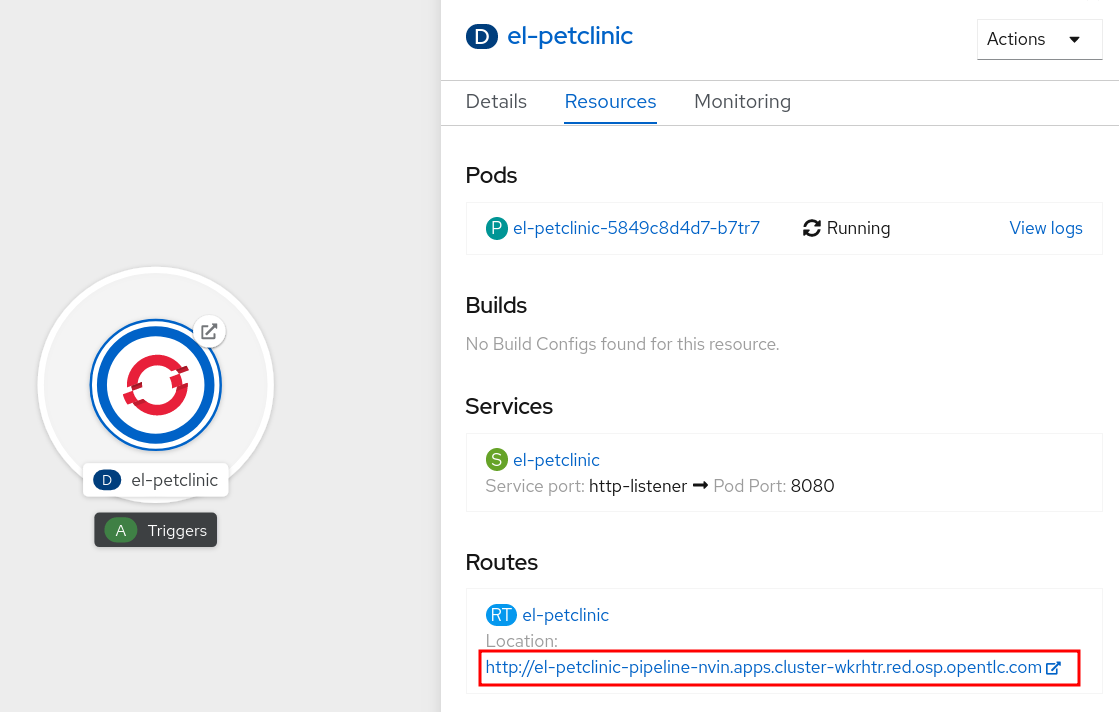 D el-petclinic
Actions
Details Resources Monitoring
Pods
P el-petclinic-5849c8d4d7-b7tr7 Running View logs
Builds
No Build Configs found for this resource.
Services
S el-petclinic
Service port: http-listener → Pod Port: 8080
Routes
RT el-petclinic
Location:
http://el-petclinic-pipeline-nvin.apps.cluster-wkrhtr.red.osp.opentlc.com
D el-petclinic
A Triggers